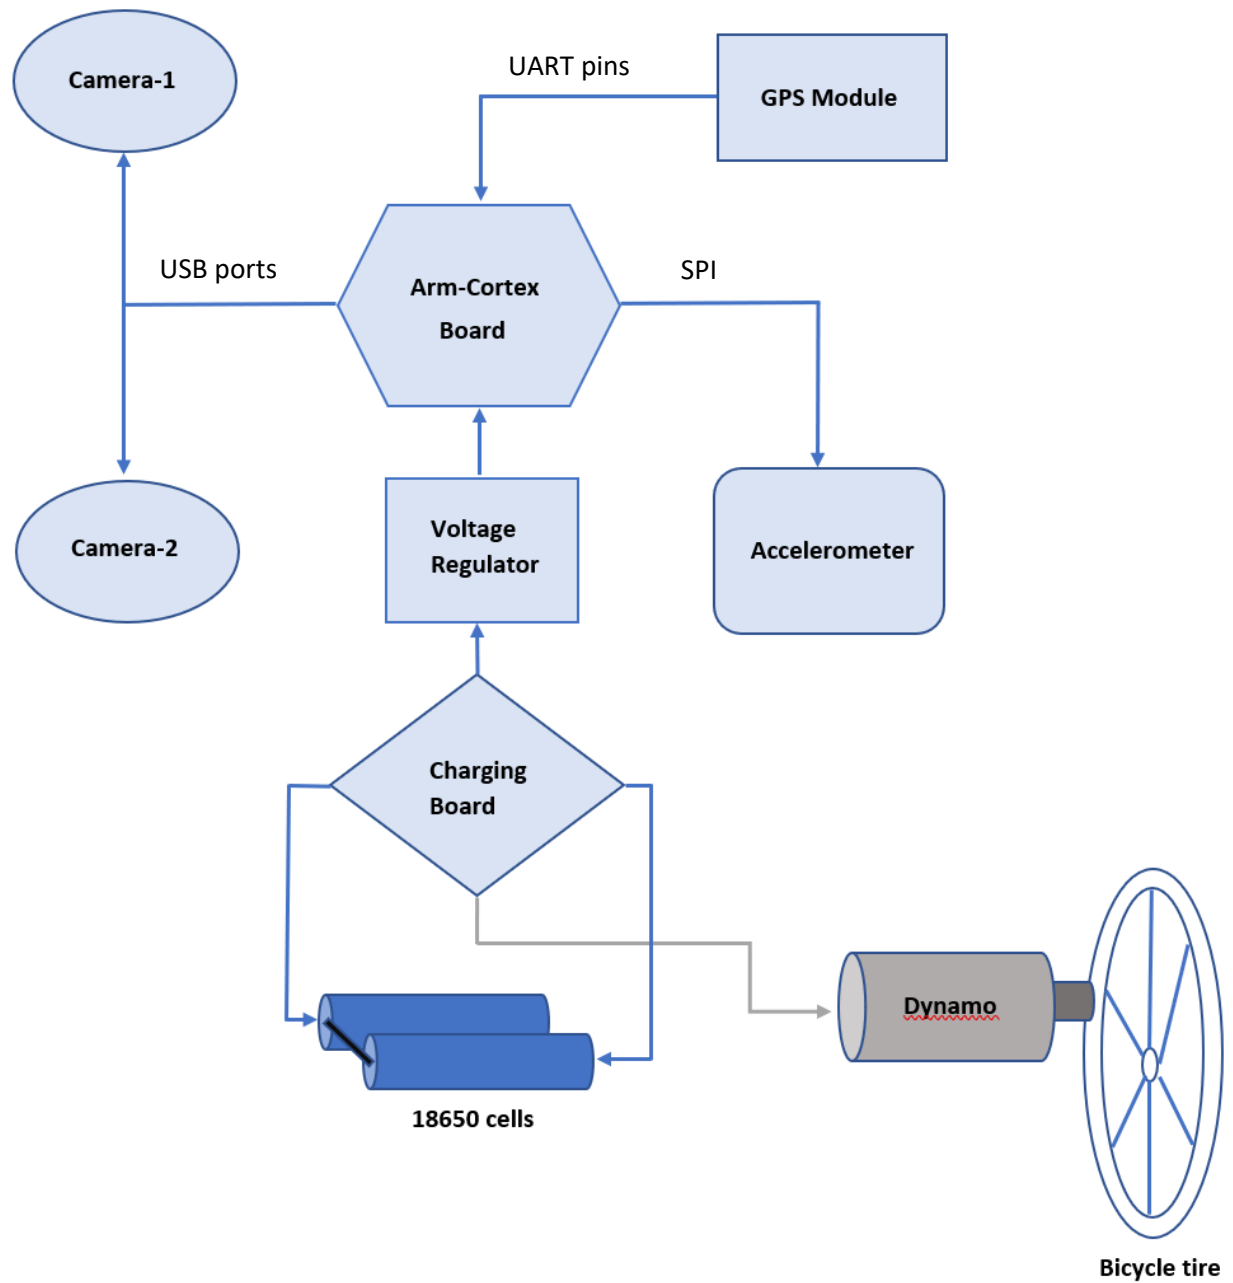 Camera-1
UART pins
GPS Module
USB ports
Arm-Cortex
Board
SPI
Camera-2
Voltage
Regulator
Accelerometer
Charging
Board
Dynamo
18650 cells
Bicycle tire